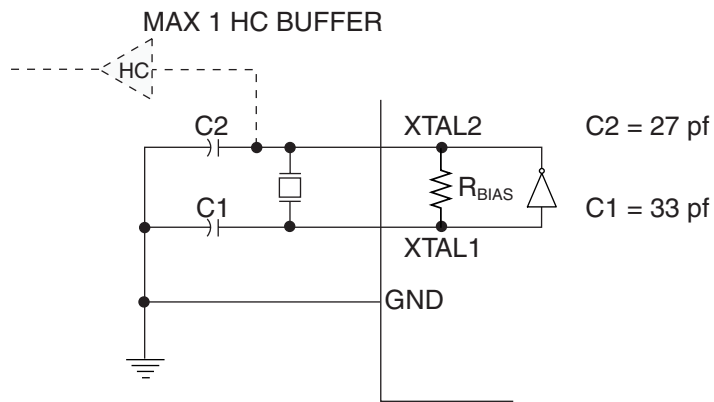 MAX 1 HC BUFFER
HC
C2
XTAL2
C2 = 27 pf
RBIAS
C1
C1 = 33 pf
XTAL1
GND